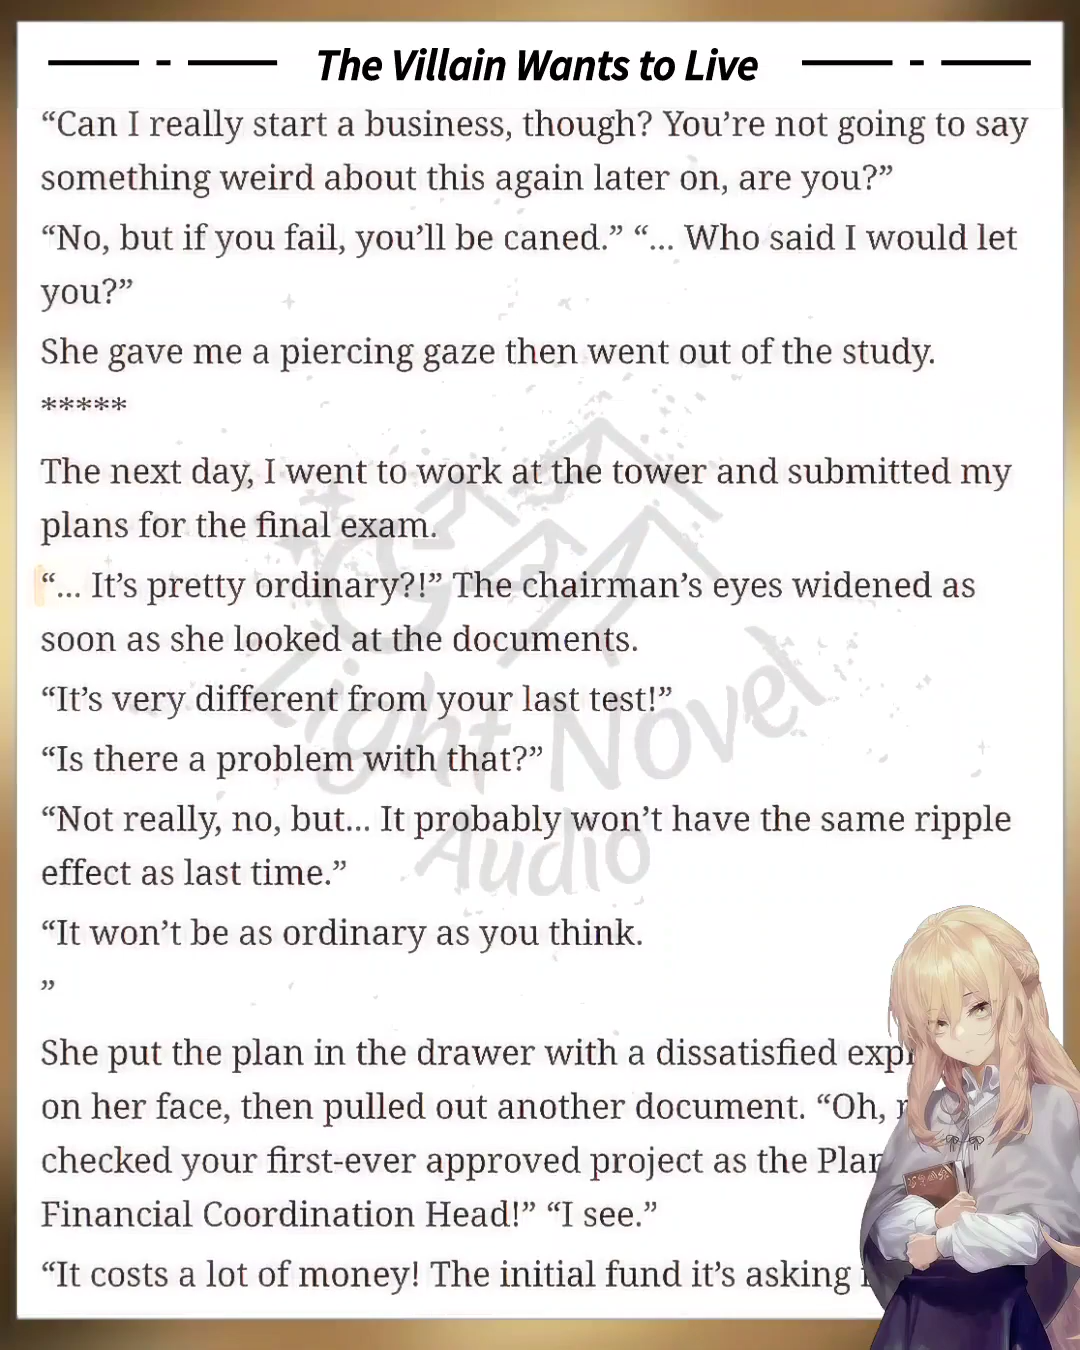 The Villain Wants to Live
“Can I really start a business, though? You’re not going to say
something weird about this again later on, are you?”
“No, but if you fail, you’ll be caned.” “... Who said I would let
you?”
She gave me a piercing gaze then went out of the study.
*****
The next day, I went to work at the tower and submitted my
plans for the final exam.
“... It’s pretty ordinary?!” The chairman’s eyes widened as
soon as she looked at the documents.
“It’s very different from your last test!”
“Is there a problem with that?”
“Not really, no, but... It probably won’t have the same ripple
effect as last time.”
“It won’t be as ordinary as you think.
”
She put the plan in the drawer with a dissatisfied
on her face, then pulled out another document. “Oh,
checked your first-ever approved project as the
Financial Coordination Head!” “I see.”
“It costs a lot of money! The initial fund it’s asking
Light Novel
Audio